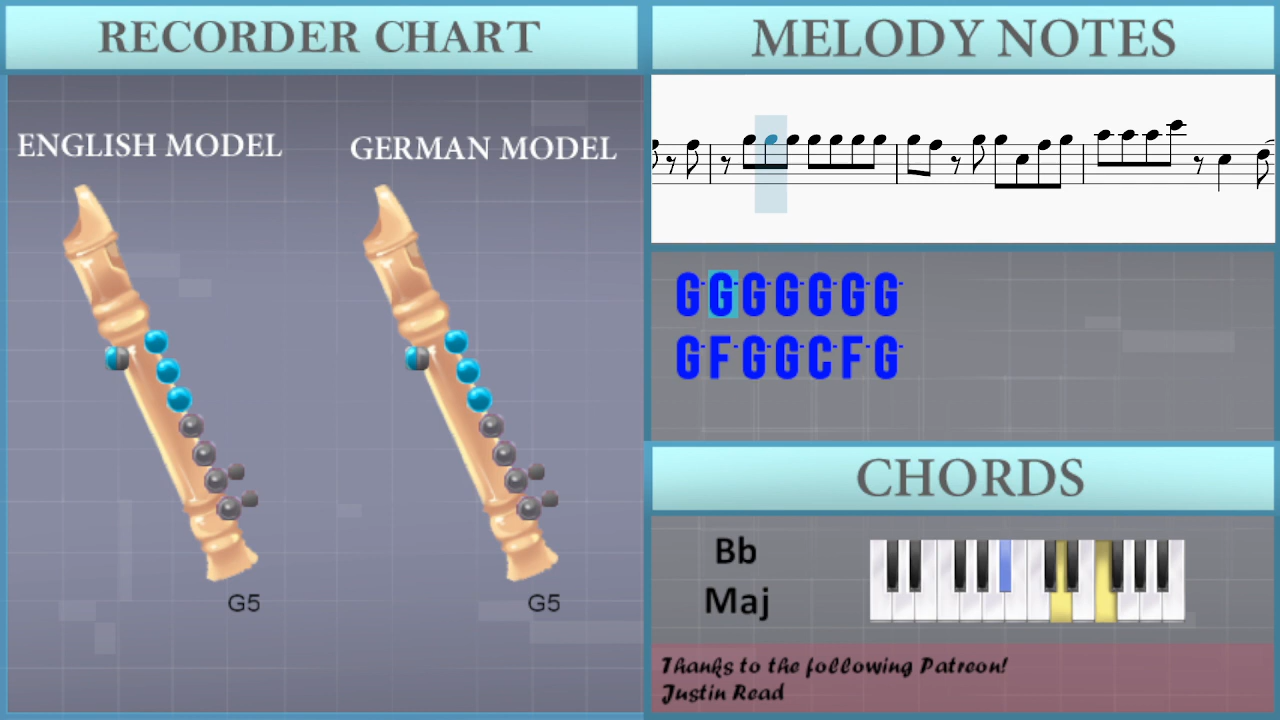 RECORDER CHART
ENGLISH MODEL
GERMAN MODEL
G5
G5
MELODY NOTES
G- G- G- G- G- G- G-
G- F- G- G- C- F- G-
CHORDS
Bb
Maj
Thanks to the following Patreon!
Justin Read